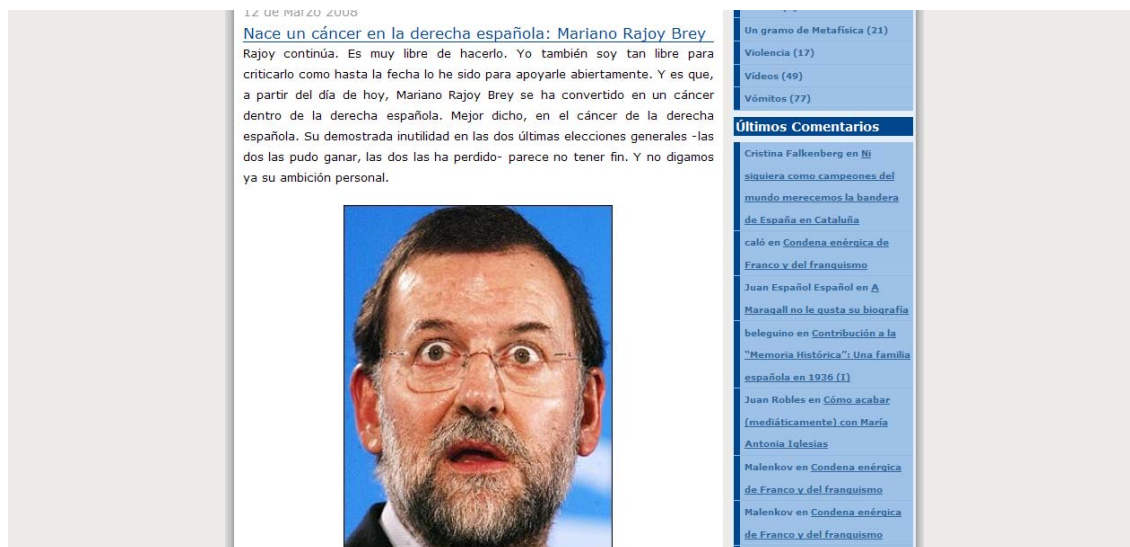 12 de Marzo 2008
Nace un cáncer en la derecha española: Mariano Rajoy Brey
Rajoy continúa. Es muy libre de hacerlo. Yo también soy tan libre para
criticarlo como hasta la fecha lo he sido para apoyarle abiertamente. Y es que,
a partir del día de hoy, Mariano Rajoy Brey se ha convertido en un cáncer
dentro de la derecha española. Mejor dicho, en el cáncer de la derecha
española. Su demostrada inutilidad en las dos últimas elecciones generales -las
dos las pudo ganar, las dos las ha perdido- parece no tener fin. Y no digamos
ya su ambición personal.
Un gramo de Metafísica (21)
Violencia (17)
Vídeos (49)
Vómitos (77)
Últimos Comentarios
Cristina Falkenberg en Ni
siquiera como campeones del
mundo merecemos la bandera
de España en Cataluña
caló en Condena enérgica de
Franco y del franquismo
Juan Español Español en A
Maragall no le gusta su biografía
beleguino en Contribución a la
"Memoria Histórica": Una familia
española en 1936 (I)
Juan Robles en Cómo acabar
(mediáticamente) con María
Antonia Iglesias
Malenkov en Condena enérgica
de Franco y del franquismo
Malenkov en Condena enérgica
de Franco y del franquismo